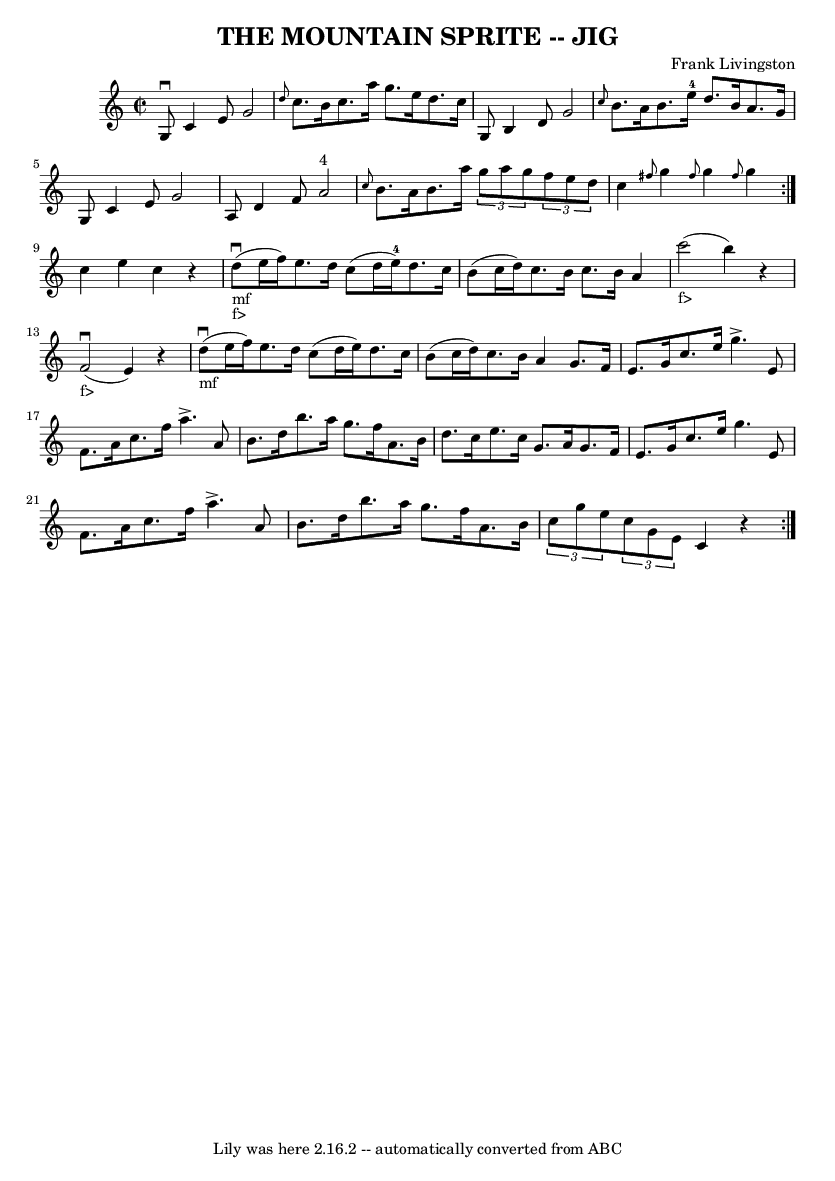 THE MOUNTAIN SPRITE -- JIG
Frank Livingston
4
5
4
3
3
9
4
mf
f>
f>
13
f>
mf
17
21
3
3
Lily was here 2.16.2 -- automatically converted from ABC